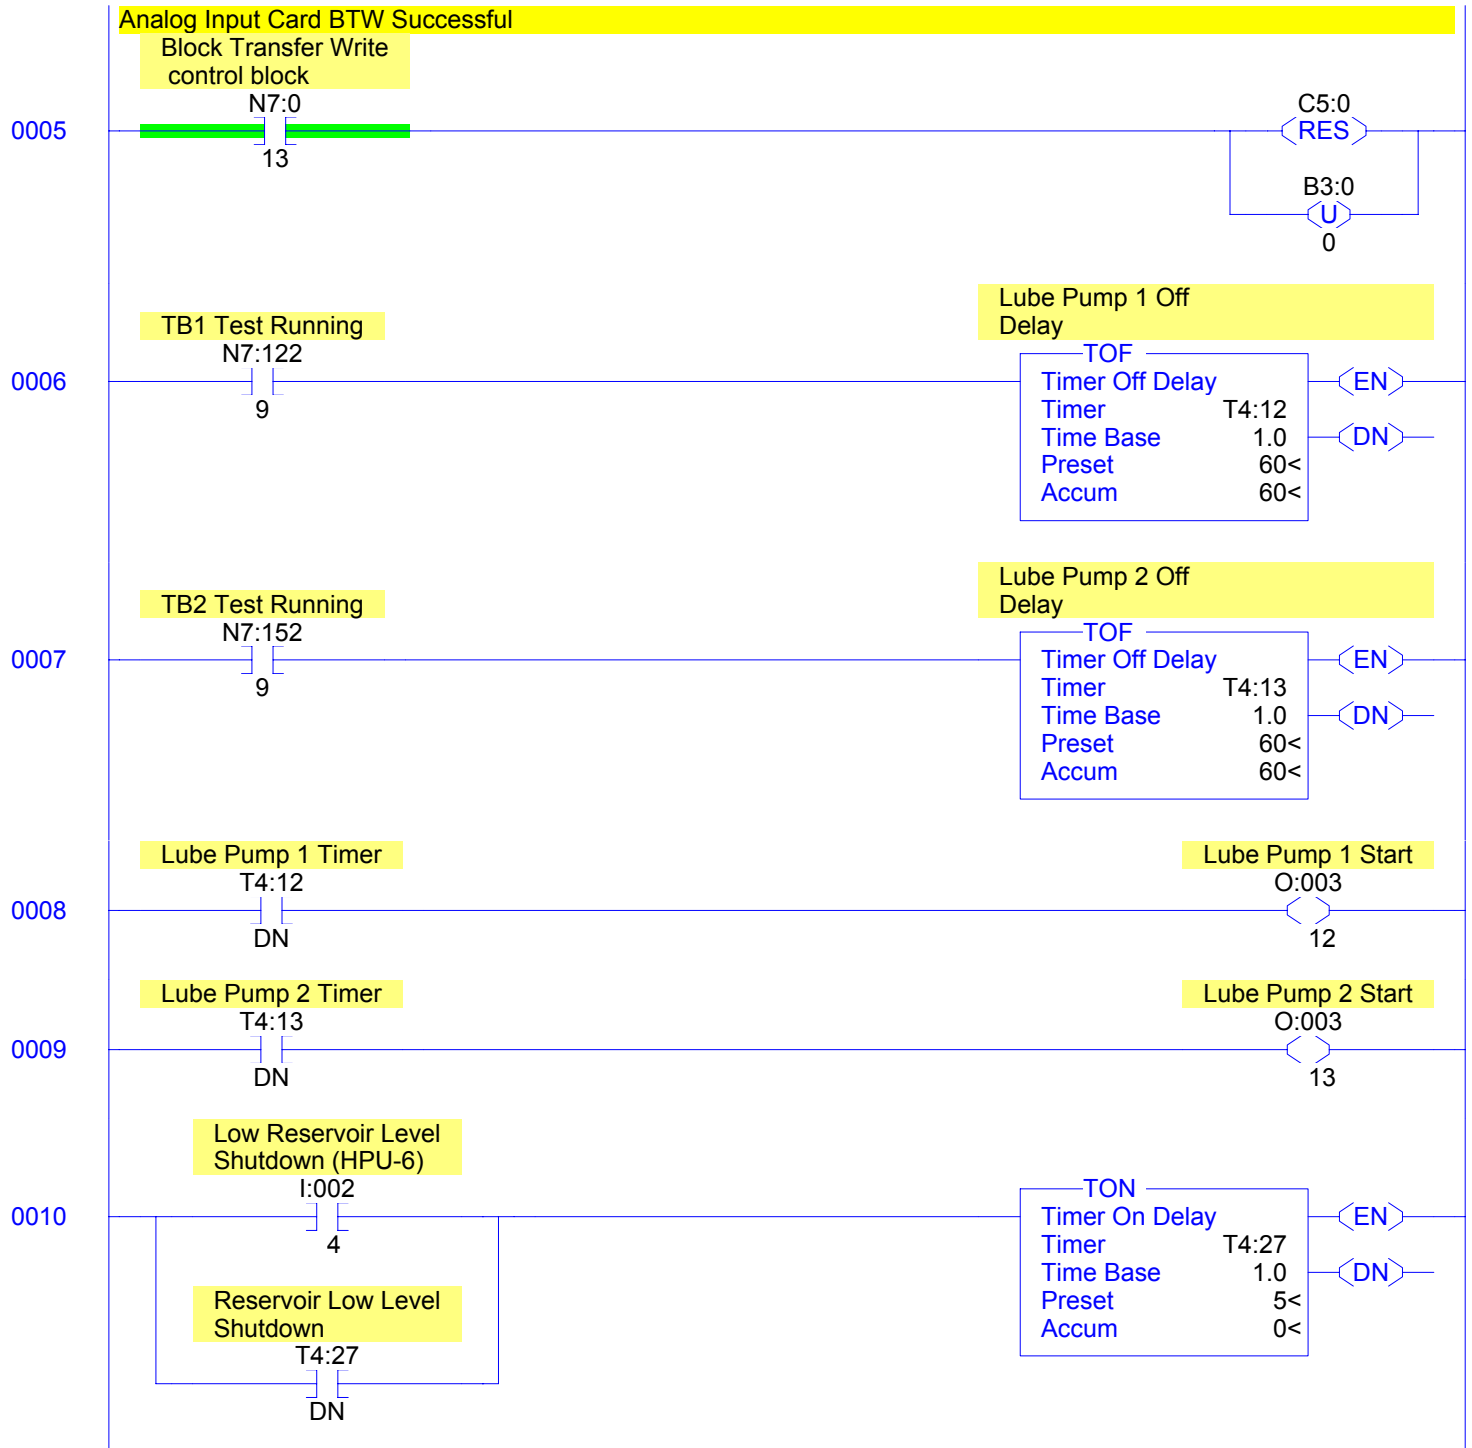 Analog Input Card BTW Successful
Block Transfer Write
control block
N7:0
13
0005
C5:0
RES
B3:0
U
0
TB1 Test Running
N7:122
9
0006
Lube Pump 1 Off
Delay
TOF
Timer Off Delay
Timer T4:12
Time Base 1.0
Preset 60<
Accum 60<
EN
DN
TB2 Test Running
N7:152
9
0007
Lube Pump 2 Off
Delay
TOF
Timer Off Delay
Timer T4:13
Time Base 1.0
Preset 60<
Accum 60<
EN
DN
Lube Pump 1 Timer
T4:12
DN
0008
Lube Pump 1 Start
O:003
12
Lube Pump 2 Timer
T4:13
DN
0009
Lube Pump 2 Start
O:003
13
Low Reservoir Level
Shutdown (HPU-6)
I:002
4
0010
Reservoir Low Level
Shutdown
T4:27
DN
TON
Timer On Delay
Timer T4:27
Time Base 1.0
Preset 5<
Accum 0<
EN
DN